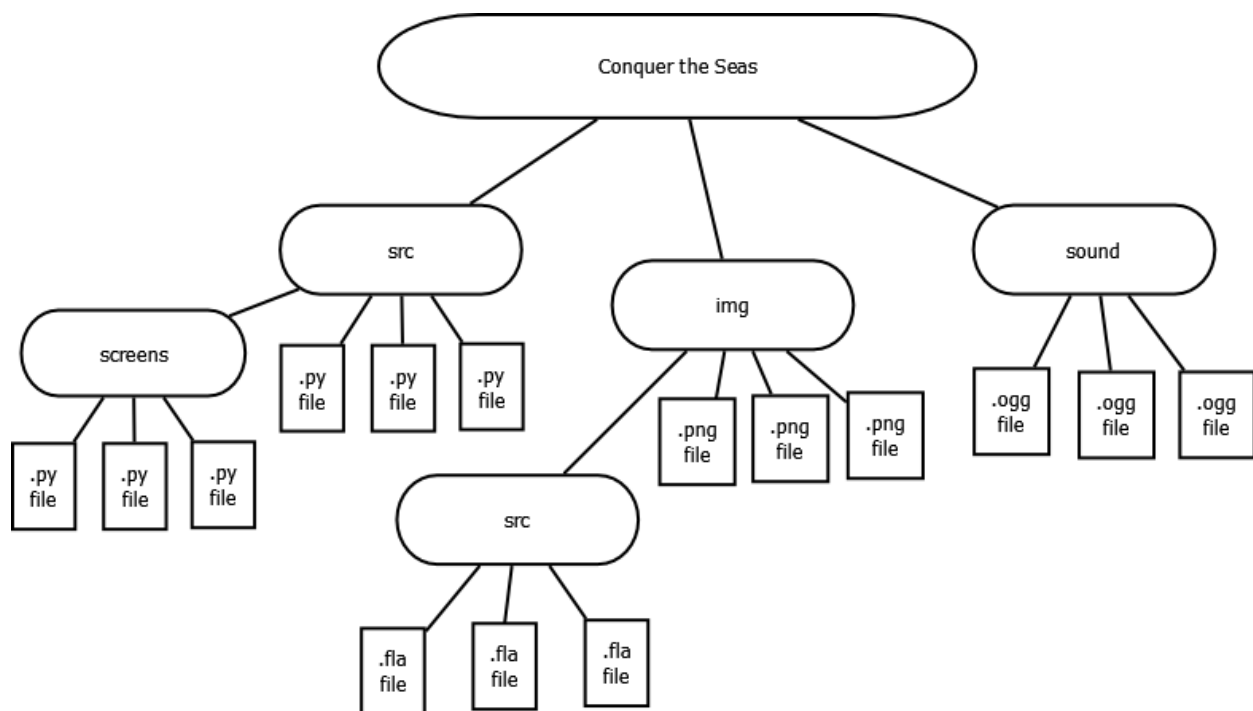 Conquer the Seas
src
sound
img
screens
.py
file
.py
file
.py
file
.ogg
file
.ogg
file
.ogg
file
.png
file
.png
file
.png
file
.py
file
.py
file
.py
file
src
.fla
file
.fla
file
.fla
file